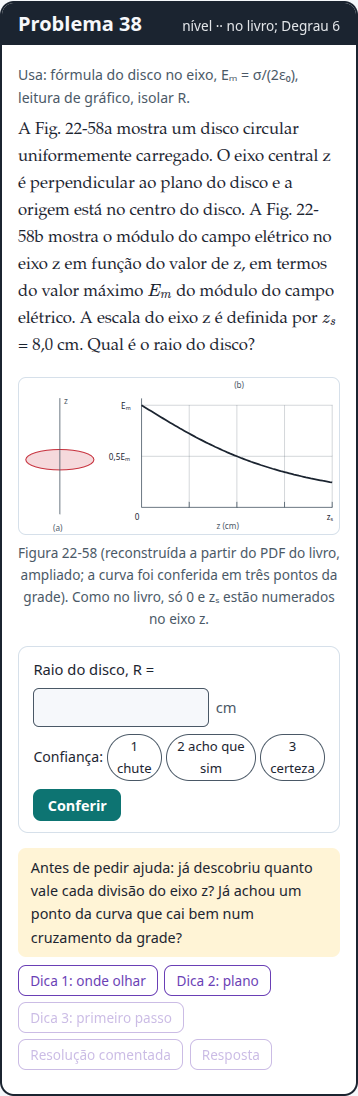 Problema 38
nível ·· no livro; Degrau 6
Usa: fórmula do disco no eixo, Eₘ = σ/(2ε₀),
leitura de gráfico, isolar R.
A Fig. 22-58a mostra um disco circular
uniformemente carregado. O eixo central z
é perpendicular ao plano do disco e a
origem está no centro do disco. A Fig. 22-
58b mostra o módulo do campo elétrico no
eixo z em função do valor de z, em termos
do valor máximo Eₘ do módulo do campo
elétrico. A escala do eixo z é definida por zₛ
= 8,0 cm. Qual é o raio do disco?
(b)
z
Eₘ
0,5Eₘ
0
zₛ
z (cm)
(a)
Figura 22-58 (reconstruída a partir do PDF do livro,
ampliado; a curva foi conferida em três pontos da
grade). Como no livro, só 0 e zₛ estão numerados
no eixo z.
Raio do disco, R =
cm
Confiança:
1
chute
2 acho que
sim
3
certeza
Conferir
Antes de pedir ajuda: já descobriu quanto
vale cada divisão do eixo z? Já achou um
ponto da curva que cai bem num
cruzamento da grade?
Dica 1: onde olhar
Dica 2: plano
Dica 3: primeiro passo
Resolução comentada
Resposta